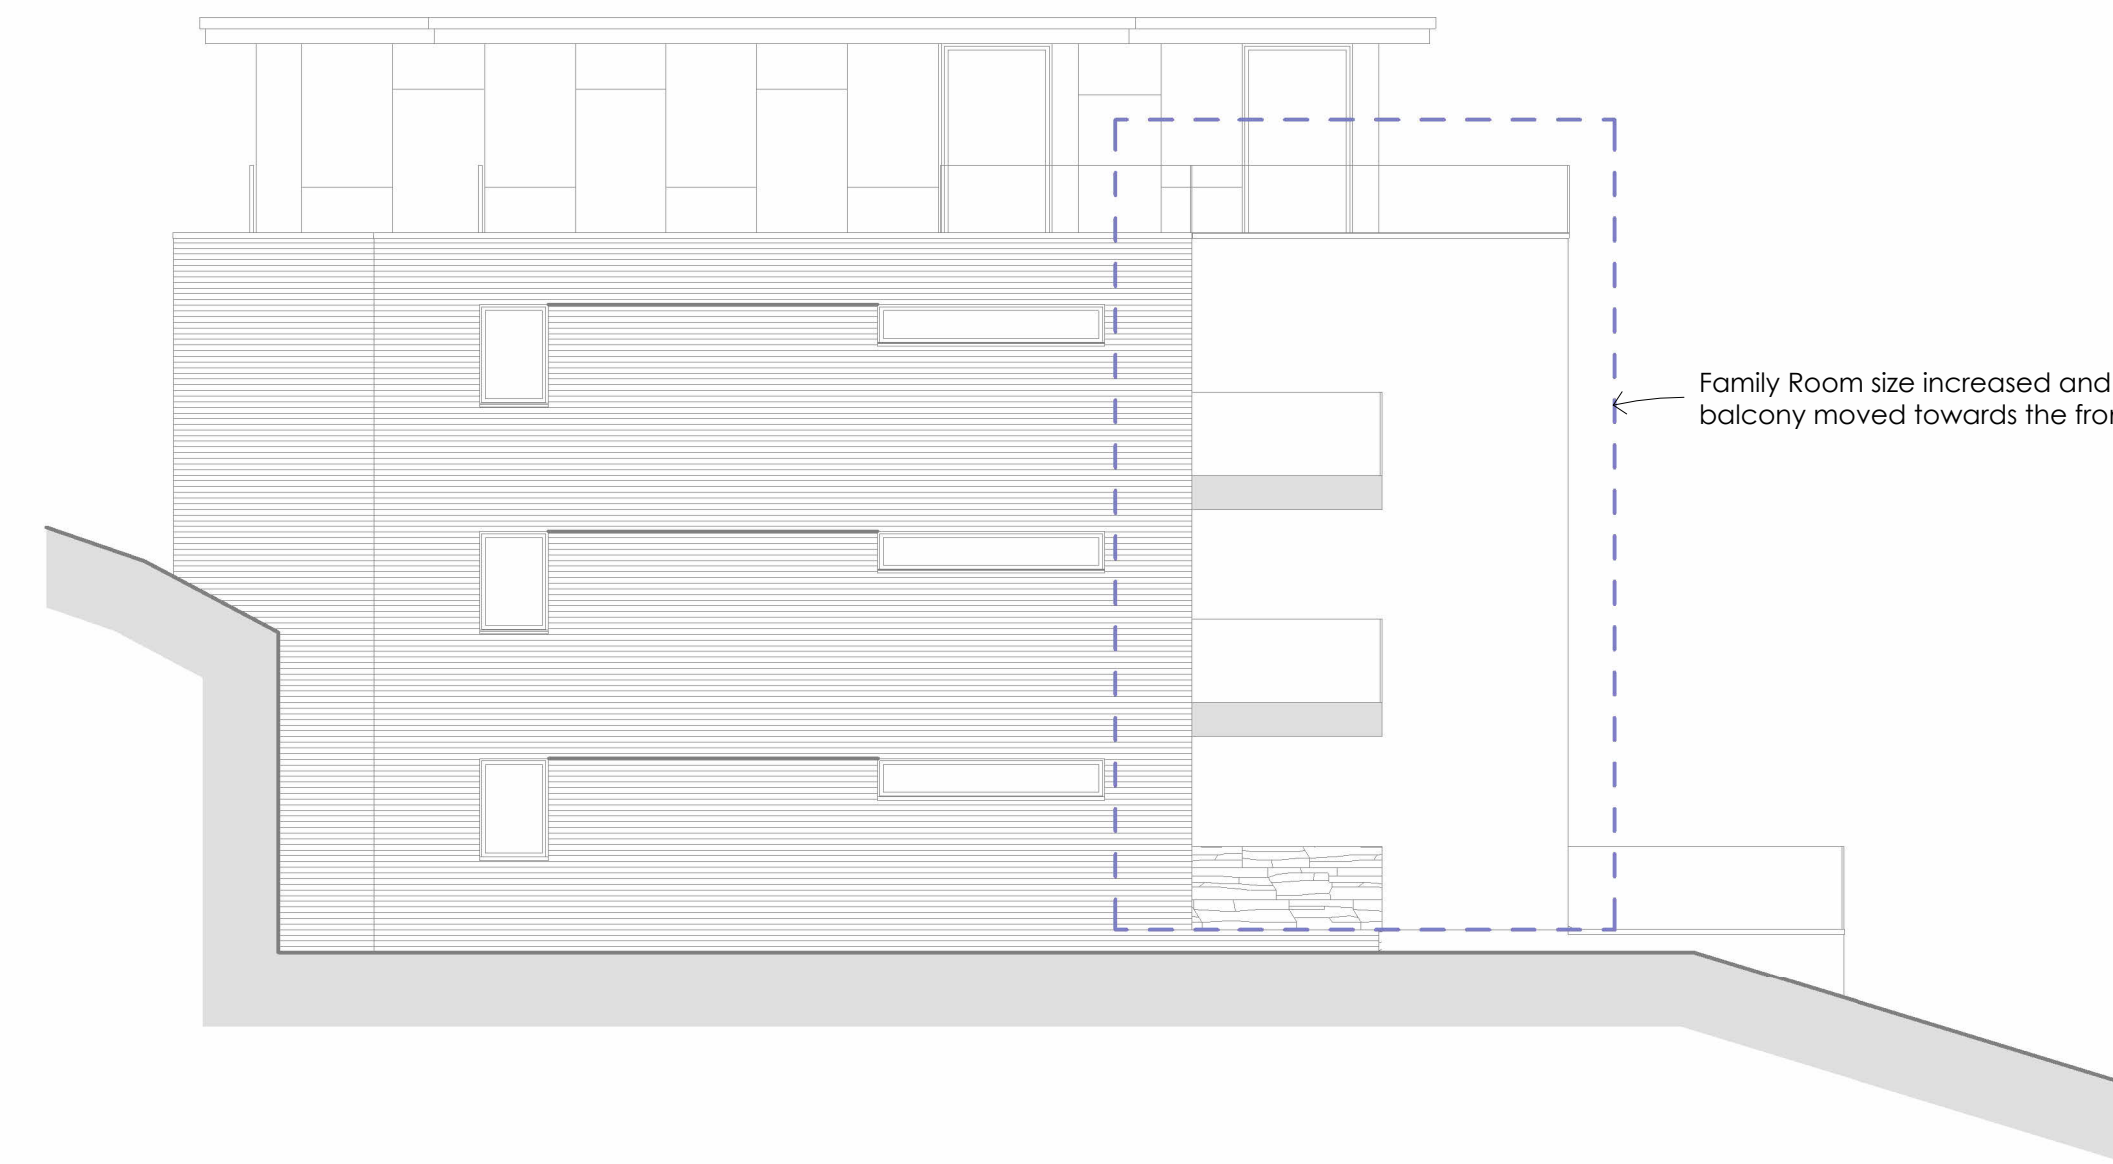 Family Room size increased and
balcony moved towards the